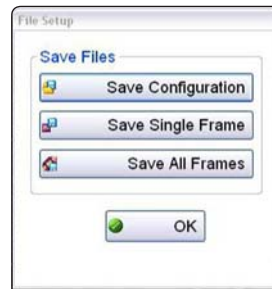 File Setup
Save Files
Save Configuration
Save Single Frame
Save All Frames
OK